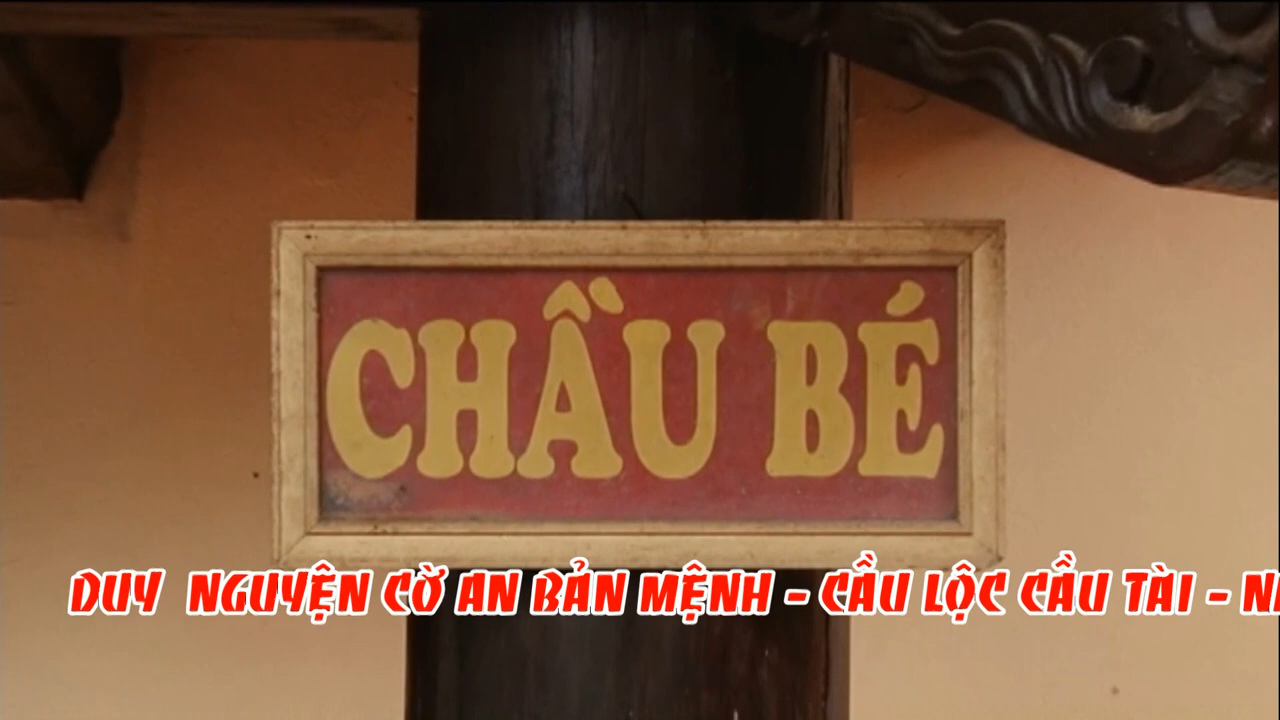 CHẦU BÉ
DUY NGUYỆN CỜ AN BẢN MỆNH - CẦU LỘC CẦU TÀI -